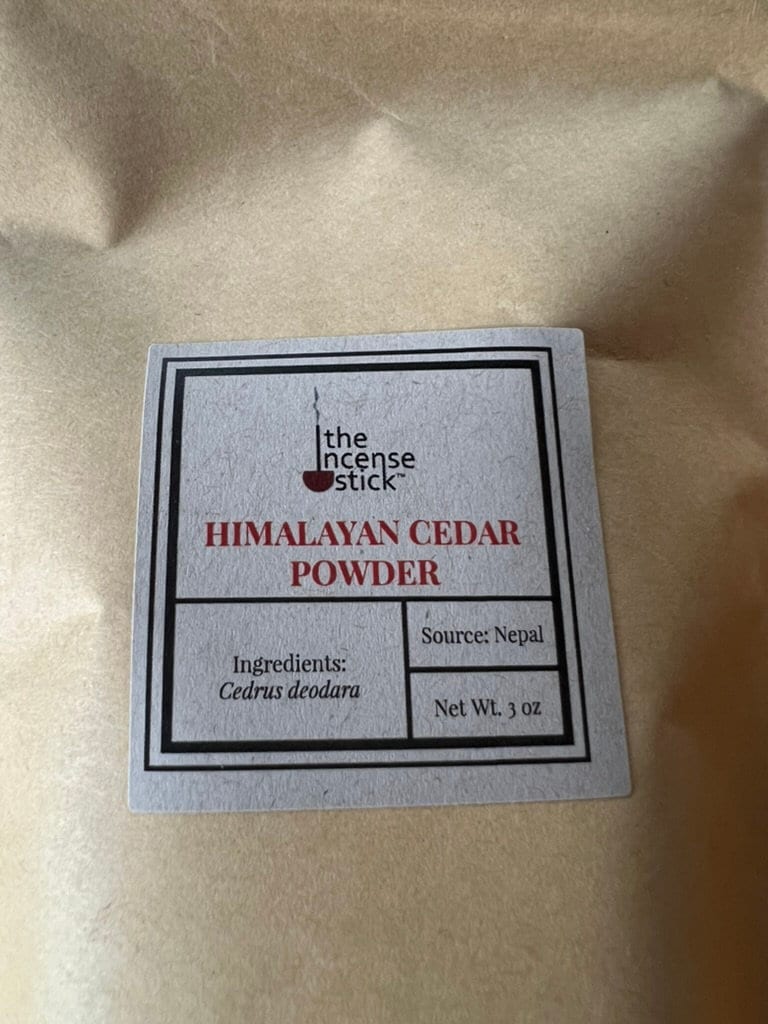 the
incense
stick™
HIMALAYAN CEDAR
POWDER
Ingredients:
Cedrus deodara
Source: Nepal
Net Wt. 3 oz